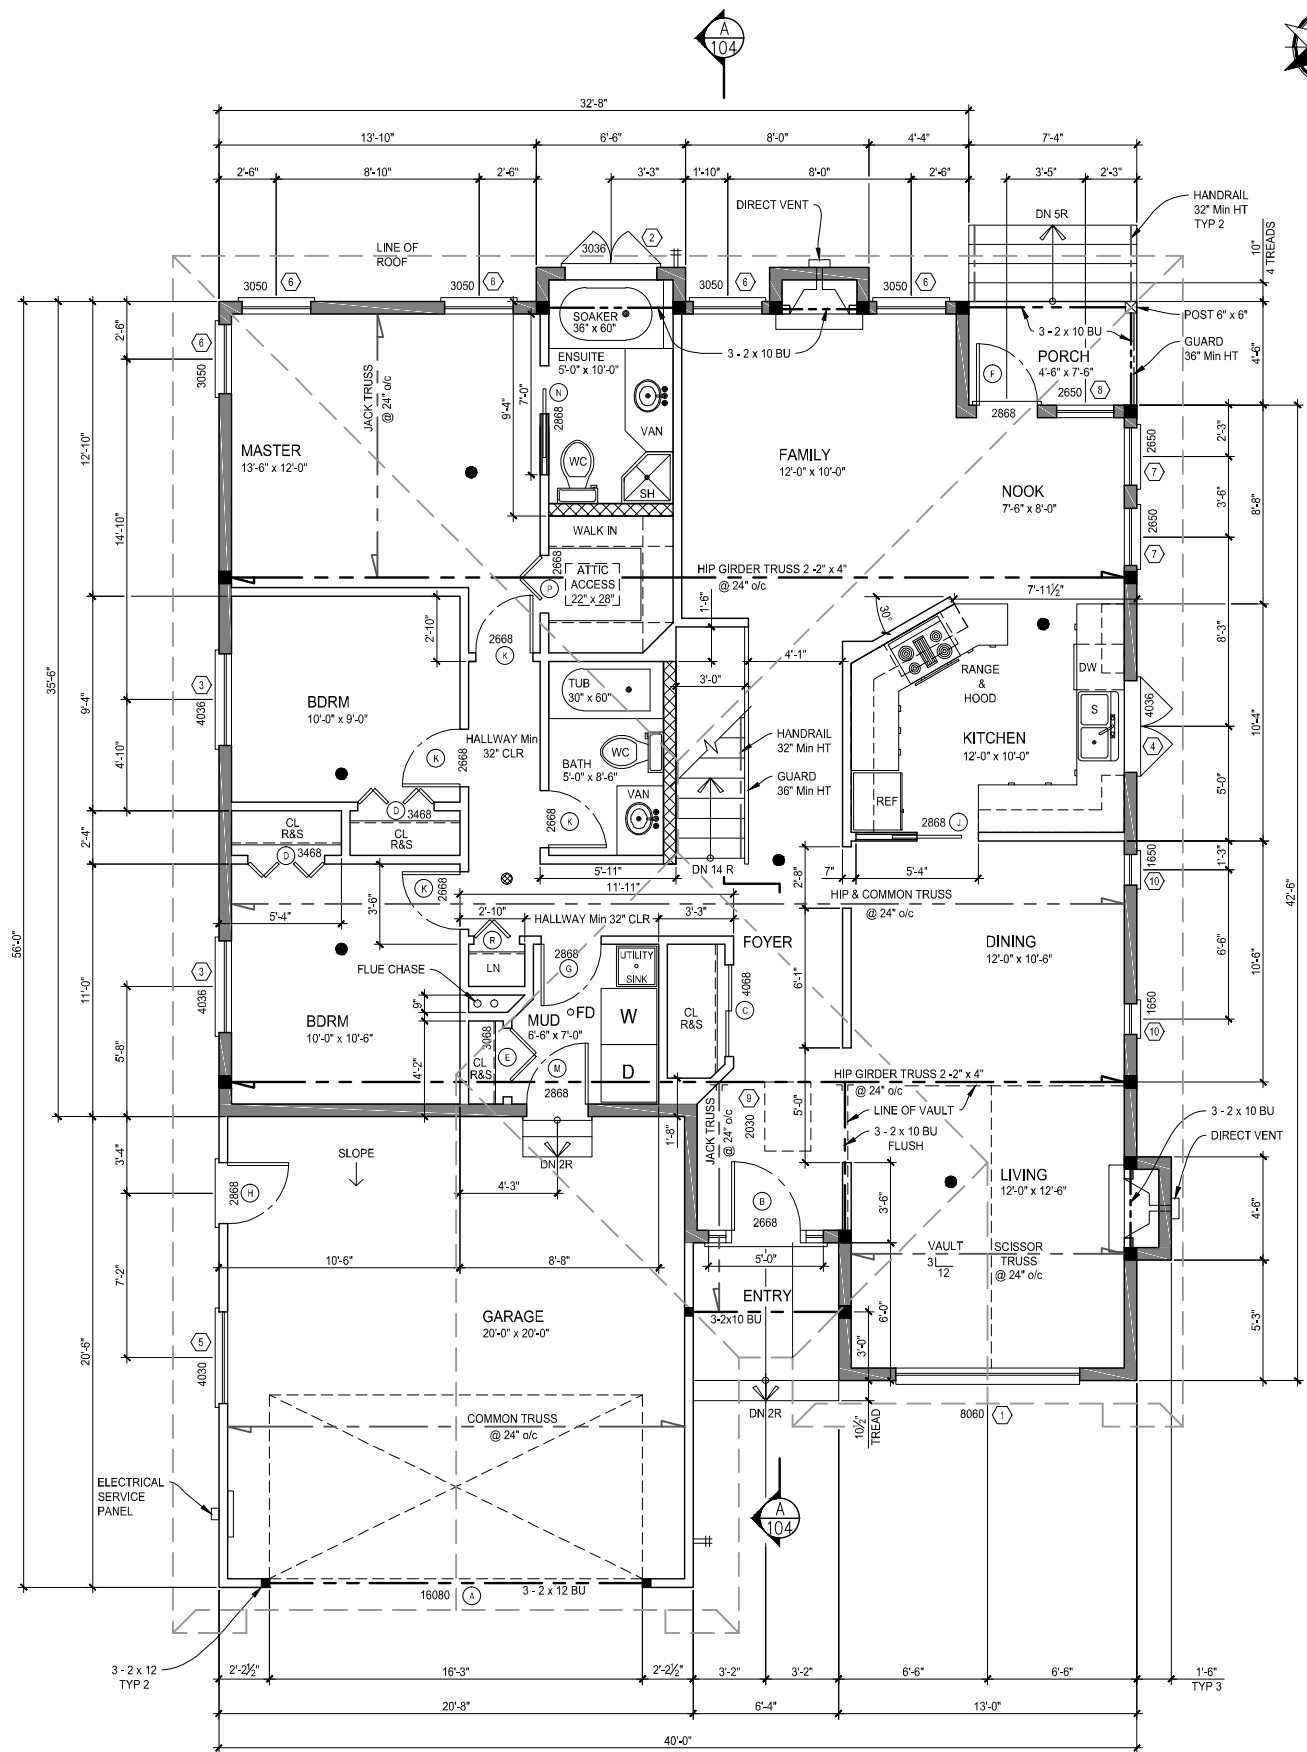 A
104
32'-8"
13'-10"
6'-6"
8'-0"
4'-4"
7'-4"
2'-6"
8'-10"
2'-6"
3'-3"
1'-10"
8'-0"
2'-6"
3'-5"
2'-3"
HANDRAIL
32" Min HT
TYP 2
10"
4 TREADS
DIRECT VENT
DN 5R
LINE OF
ROOF
3036
2
3050
6
3050
6
3050
6
3050
6
SOAKER
36" x 60"
3 - 2 x 10 BU
3 - 2 x 10 BU
POST 6" x 6"
GUARD
36" Min HT
PORCH
4'-6" x 7'-6"
2650
8
F
2868
4'-6"
2'-6"
6
3050
JACK TRUSS
@ 24" o/c
ENSUITE
5'-0" x 10'-0"
N
2868
7'-0"
9'-4"
VAN
WC
SH
MASTER
13'-6" x 12'-0"
FAMILY
12'-0" x 10'-0"
NOOK
7'-6" x 8'-0"
2650
7
2650
7
2'-3"
3'-6"
8'-8"
12'-10"
14'-10"
WALK IN
2668
P
ATTIC
ACCESS
22" x 28"
HIP GIRDER TRUSS 2 -2" x 4"
@ 24" o/c
7'-11½"
30°
1'-6"
2'-10"
2668
K
4'-1"
3'-0"
RANGE
&
HOOD
DW
S
8'-3"
10'-4"
35'-6"
9'-4"
3
4036
BDRM
10'-0" x 9'-0"
TUB
30" x 60"
HALLWAY Min
32" CLR
WC
BATH
5'-0" x 8'-6"
VAN
HANDRAIL
32" Min HT
GUARD
36" Min HT
KITCHEN
12'-0" x 10'-0"
4036
4
REF
4'-10"
K
2668
5'-0"
D
3468
CL
R&S
CL
R&S
2668
K
2868
J
2'-4"
D
3468
K
2668
5'-11"
DN 14 R
2'-8"
7"
5'-4"
1650
10
1'-3"
42'-6"
11'-11"
HIP & COMMON TRUSS
@ 24" o/c
56'-0"
5'-4"
3'-6"
2'-10"
HALLWAY Min 32" CLR
3'-3"
FOYER
DINING
12'-0" x 10'-6"
6'-6"
10'-6"
R
2868
G
UTILITY
SINK
6'-1"
FLUE CHASE
LN
4068
C
3
4036
11'-0"
5'-8"
9"
FD
MUD
6'-6" x 7'-0"
W
D
CL
R&S
BDRM
10'-0" x 10'-6"
1650
10
3068
E
4'-2"
CL
R&S
M
2868
HIP GIRDER TRUSS 2 -2" x 4"
@ 24" o/c
JACK TRUSS
@ 24" o/c
9
2030
5'-0"
LINE OF VAULT
3 - 2 x 10 BU
FLUSH
3 - 2 x 10 BU
DIRECT VENT
1'-8"
3'-4"
SLOPE
DN 2R
4'-3"
2868
H
B
2668
3'-6"
LIVING
12'-0" x 12'-6"
4'-6"
7'-2"
10'-6"
8'-8"
5'-0"
VAULT
3
12
SCISSOR
TRUSS
@ 24" o/c
ENTRY
3-2x10 BU
GARAGE
20'-0" x 20'-0"
20'-6"
5
4030
6'-0"
3'-0"
5'-3"
DN 2R
10½"
TREAD
8060
1
COMMON TRUSS
@ 24" o/c
ELECTRICAL
SERVICE
PANEL
A
104
16080
A
3 - 2 x 12 BU
3 - 2 x 12
TYP 2
2'-2½"
16'-3"
2'-2½"
3'-2"
3'-2"
6'-6"
6'-6"
1'-6"
TYP 3
20'-8"
6'-4"
13'-0"
40'-0"